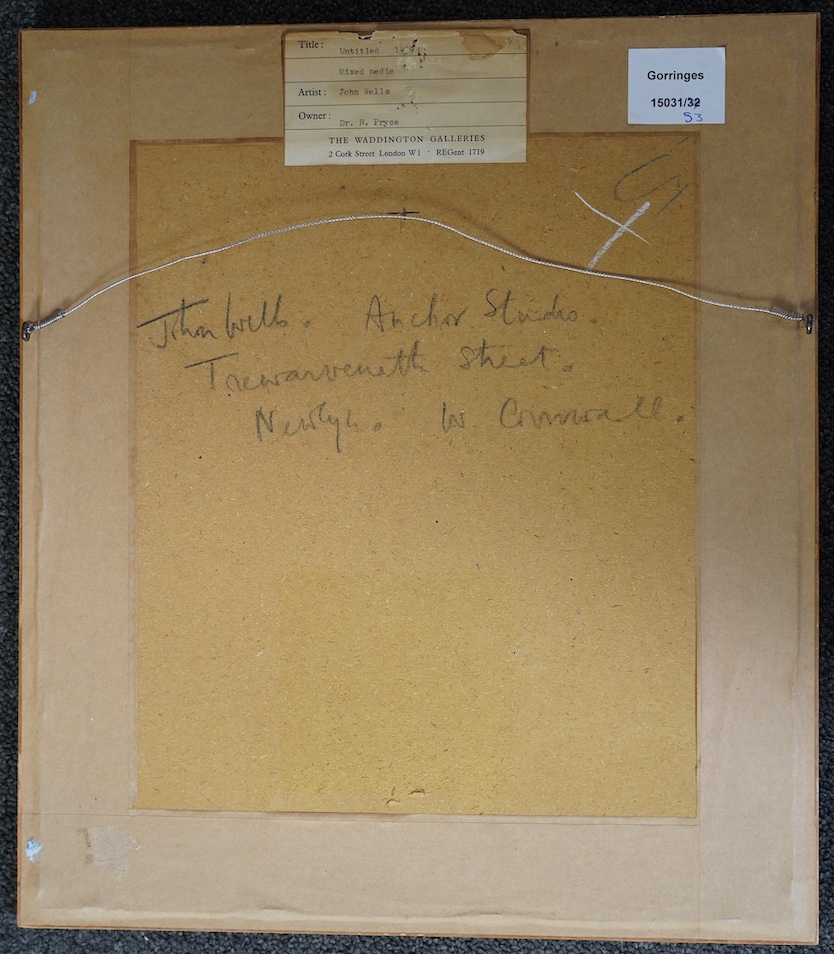 Title: Untitled
Mixed media
Artist: John Wells
Owner: Dr. R. Pryce
THE WADDINGTON GALLERIES
2 Cork Street London W1 · REGent 1719
Gorringes
15031/32
53
John Wells. Anchor Studio.
Trewarveneth Street.
Newlyn. W. Cornwall.